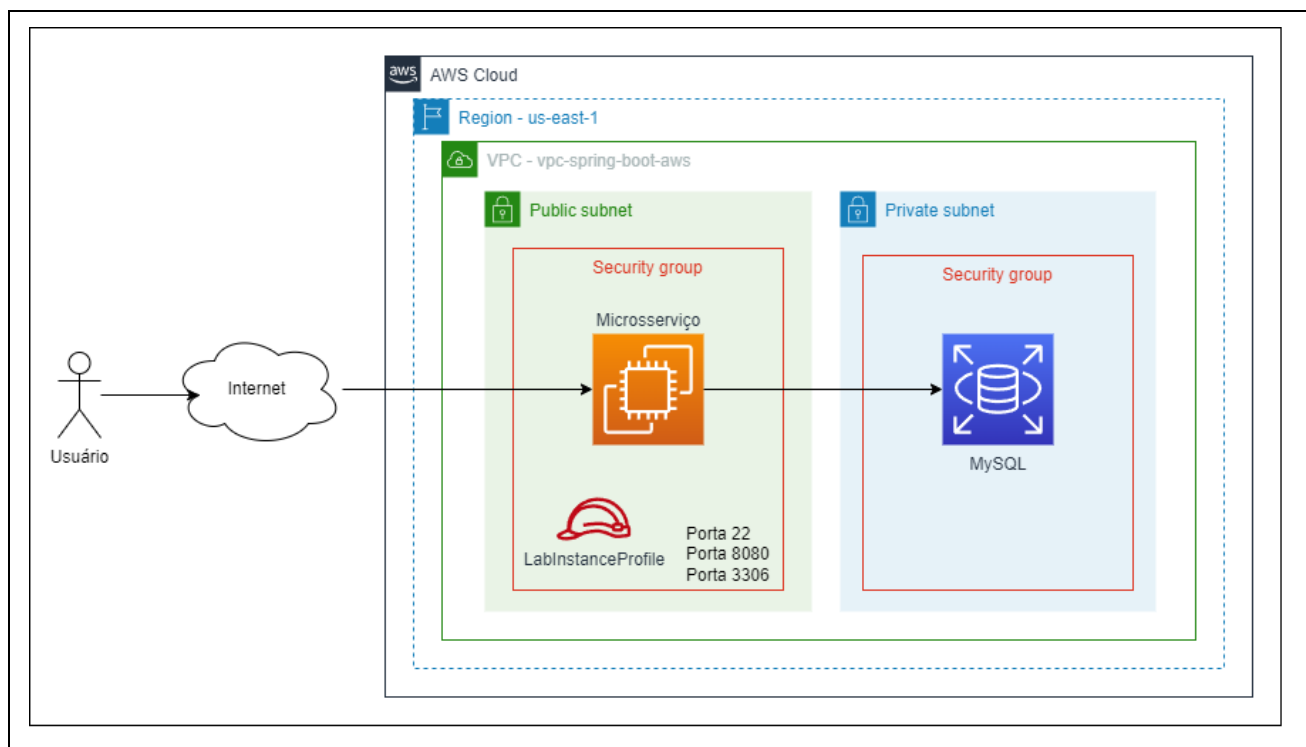 aws
AWS Cloud
Region - us-east-1
VPC - vpc-spring-boot-aws
Public subnet
Private subnet
Security group
Security group
Microsserviço
Internet
Usuário
MySQL
LabInstanceProfile
Porta 22
Porta 8080
Porta 3306